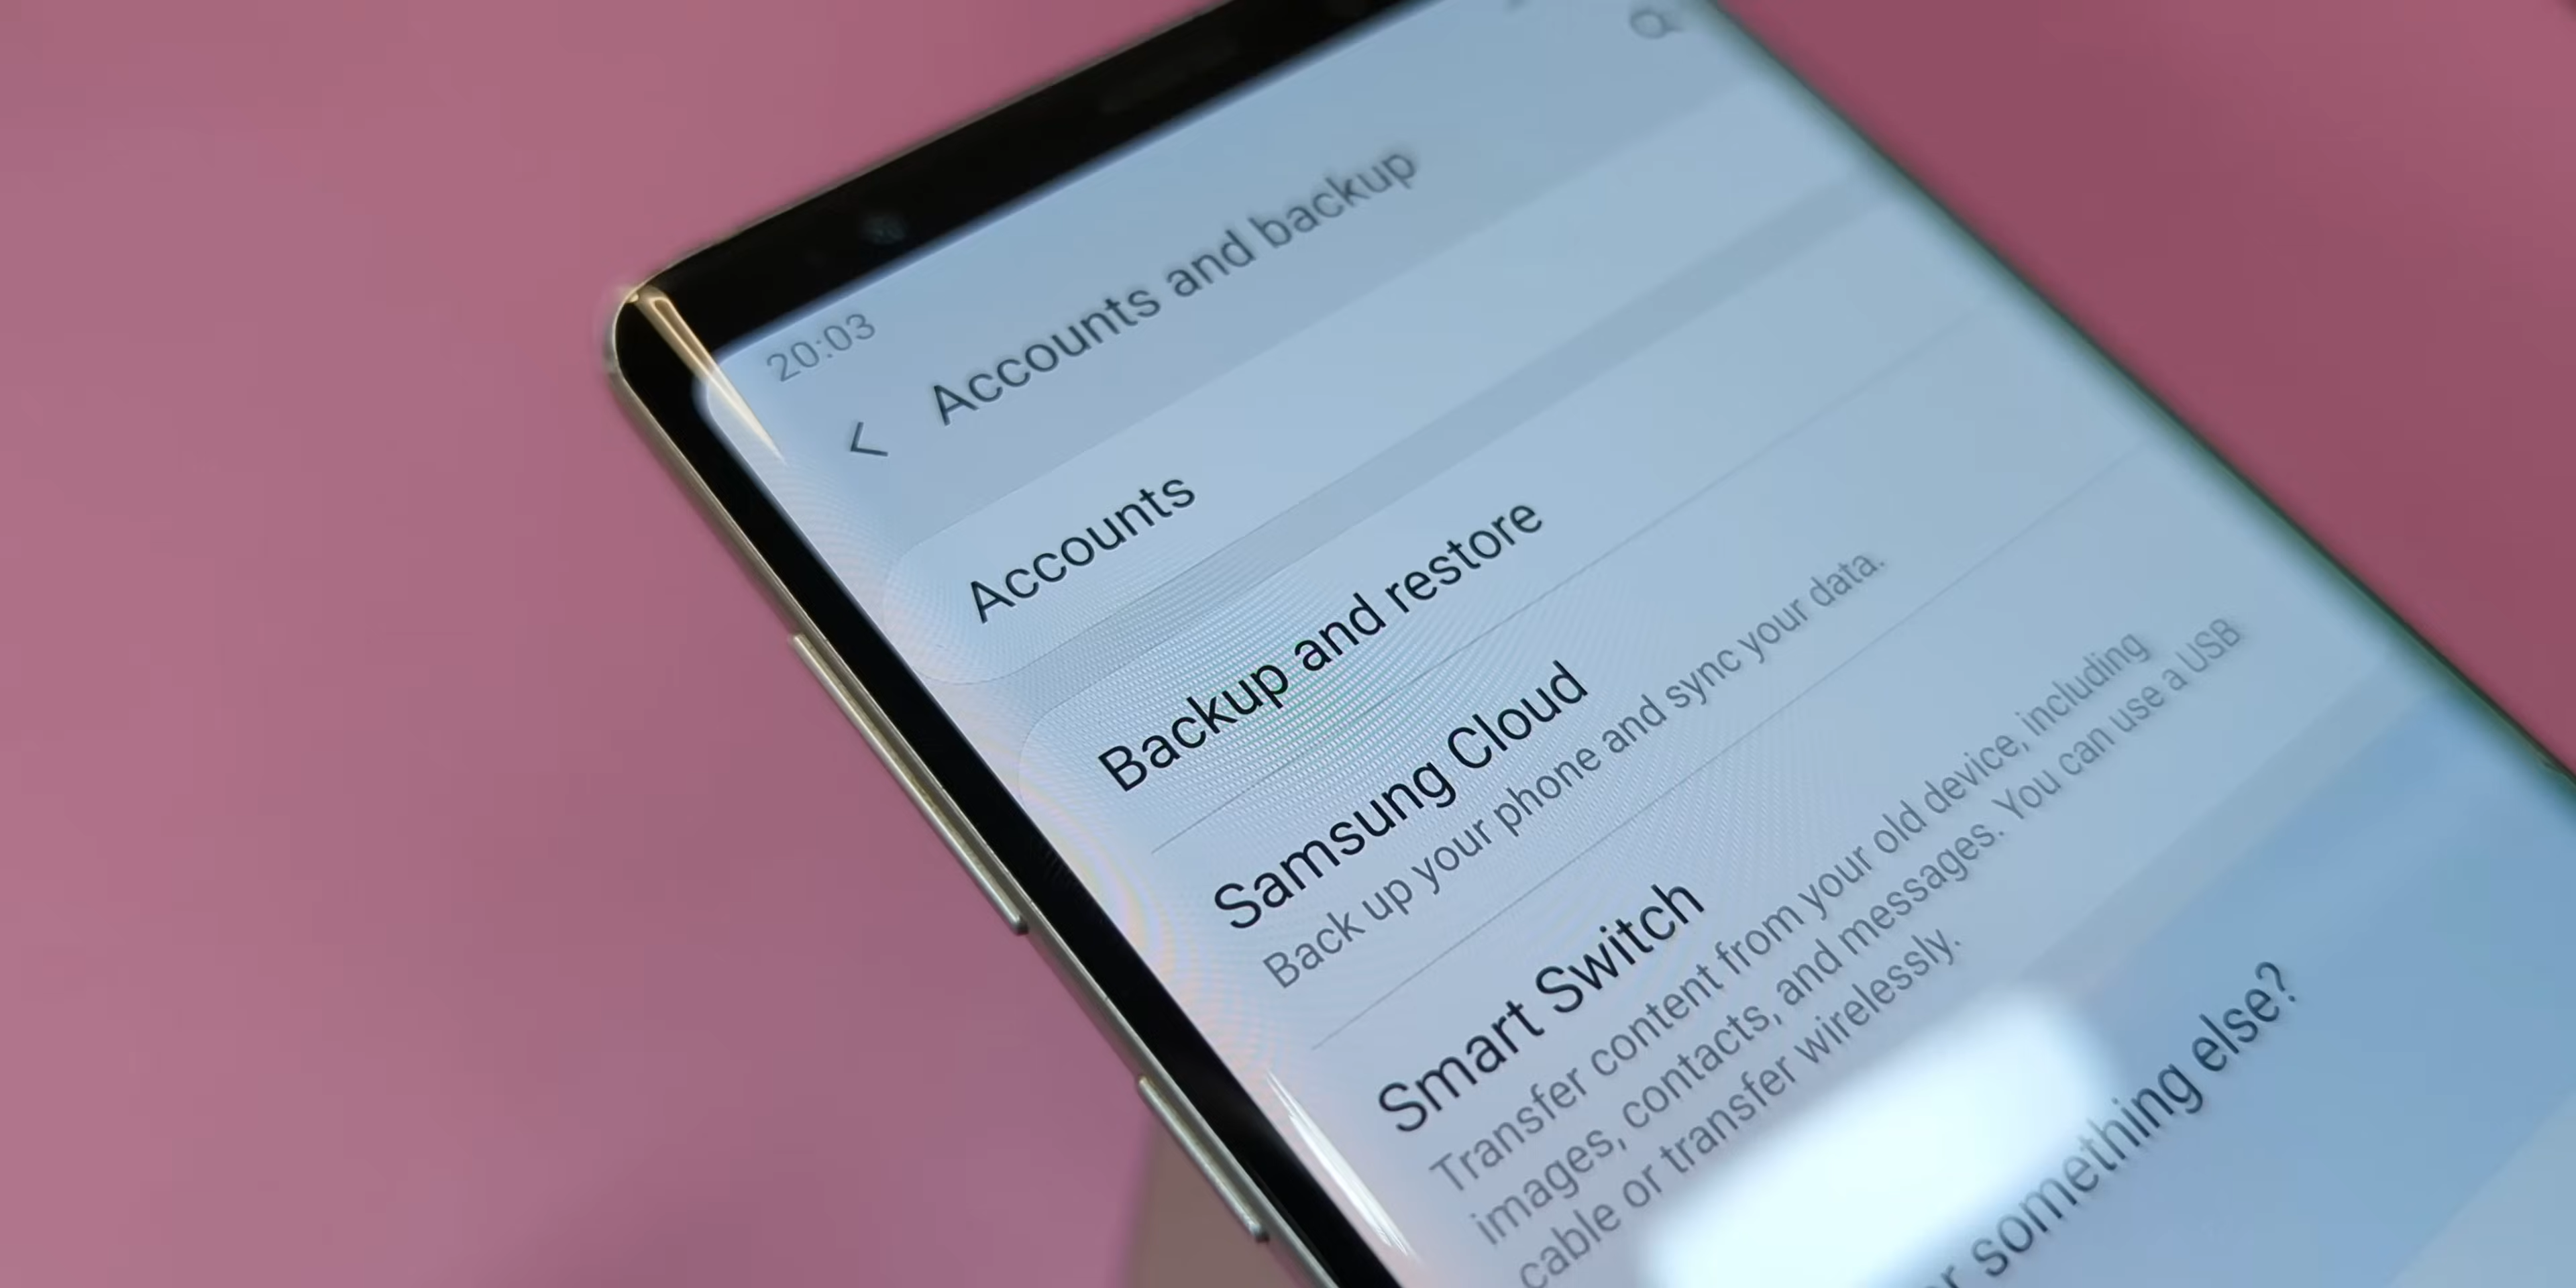 20:03
Accounts and backup
Accounts
Backup and restore
Samsung Cloud
Back up your phone and sync your data.
Smart Switch
Transfer content from your old device, including
images, contacts, and messages. You can use a USB
cable or transfer wirelessly.
something else?